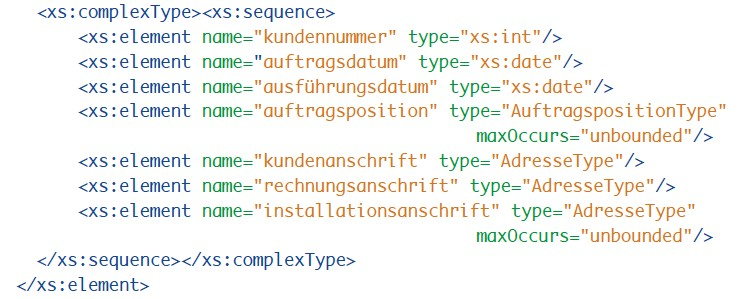 <xs:complexType><xs:sequence>
<xs:element name="kundennummer" type="xs:int"/>
<xs:element name="auftragsdatum" type="xs:date"/>
<xs:element name="ausführungsdatum" type="xs:date"/>
<xs:element name="auftragsposition" type="AuftragspositionType"
maxOccurs="unbounded"/>
<xs:element name="kundenanschrift" type="AdresseType"/>
<xs:element name="rechnungsanschrift" type="AdresseType"/>
<xs:element name="installationsanschrift" type="AdresseType"
maxOccurs="unbounded"/>
</xs:sequence></xs:complexType>
</xs:element>